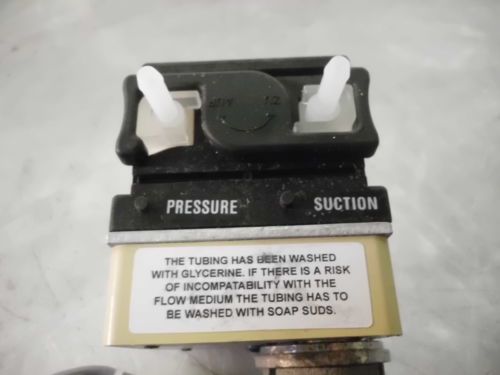 PRESSURE SUCTION
THE TUBING HAS BEEN WASHED
WITH GLYCERINE. IF THERE IS A RISK
OF INCOMPATABILITY WITH THE
FLOW MEDIUM THE TUBING HAS TO
BE WASHED WITH SOAP SUDS.